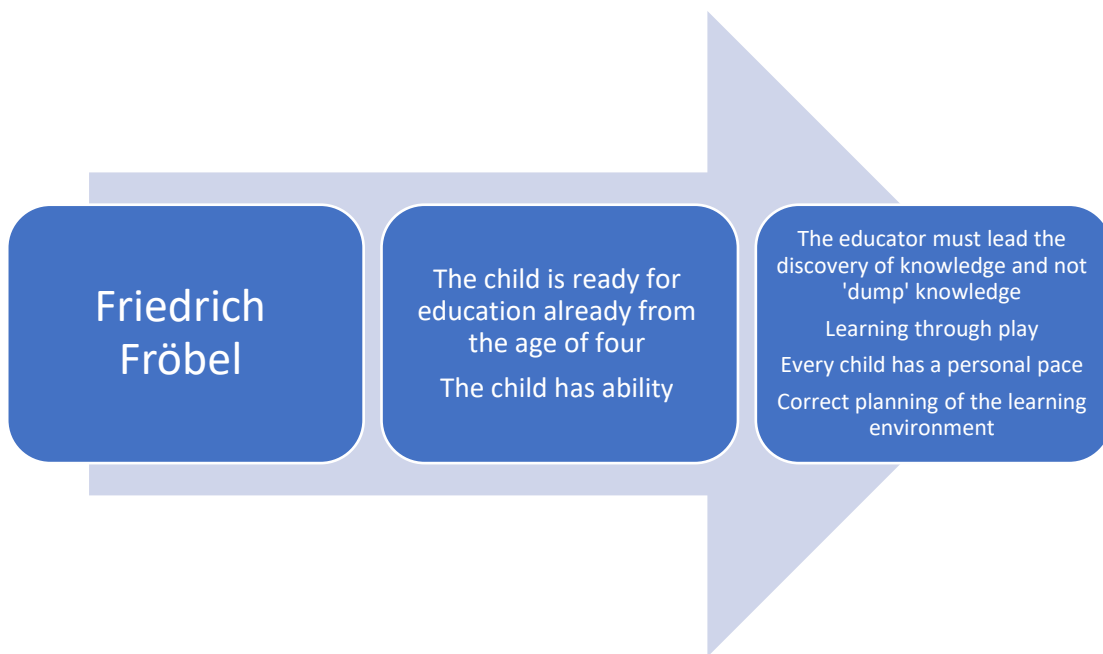 Friedrich
Fröbel
The child is ready for
education already from
the age of four
The child has ability
The educator must lead the
discovery of knowledge and not
'dump' knowledge
Learning through play
Every child has a personal pace
Correct planning of the learning
environment